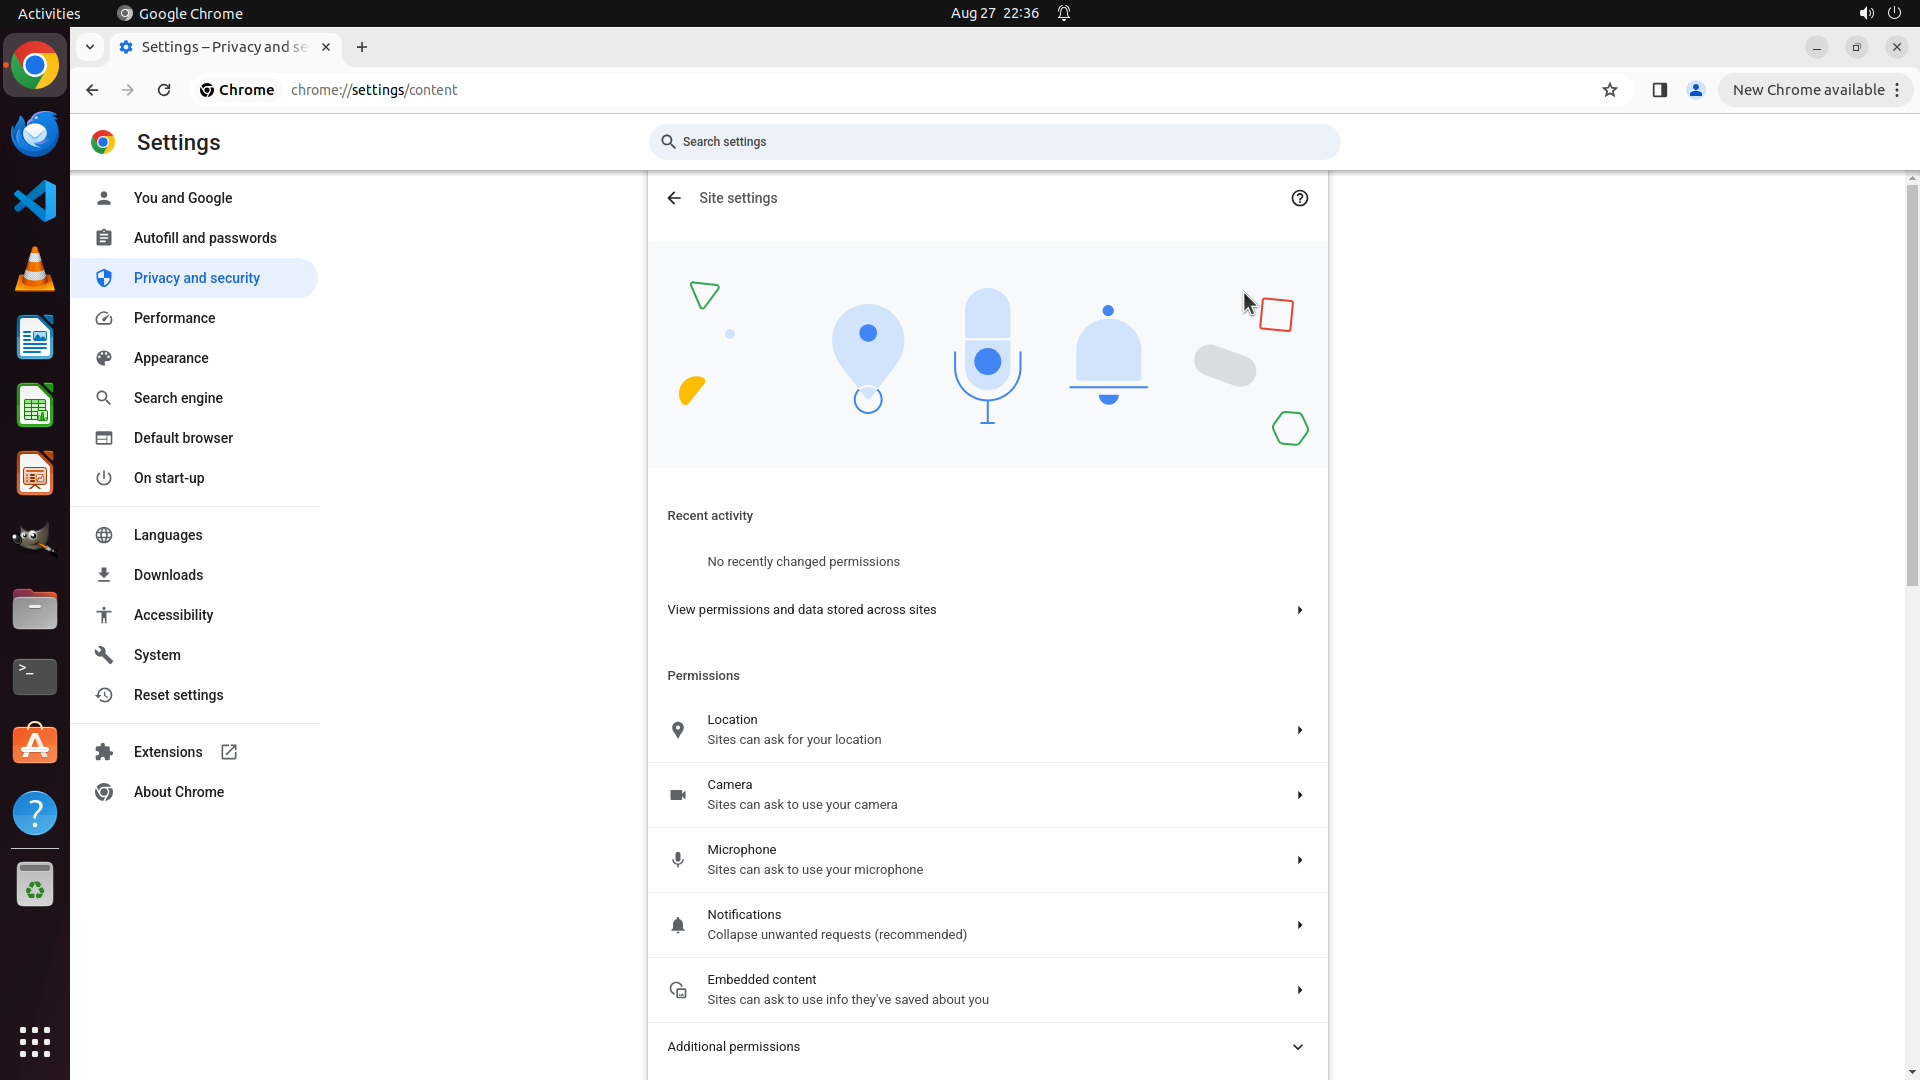 Activities
Google Chrome
Aug 27 22:36
Settings – Privacy and se
Chrome
chrome://settings/content
New Chrome available
Settings
Search settings
You and Google
Autofill and passwords
Privacy and security
Performance
Appearance
Search engine
Default browser
On start-up
Languages
Downloads
Accessibility
System
Reset settings
Extensions
About Chrome
Site settings
Recent activity
No recently changed permissions
View permissions and data stored across sites
Permissions
Location
Sites can ask for your location
Camera
Sites can ask to use your camera
Microphone
Sites can ask to use your microphone
Notifications
Collapse unwanted requests (recommended)
Embedded content
Sites can ask to use info they've saved about you
Additional permissions